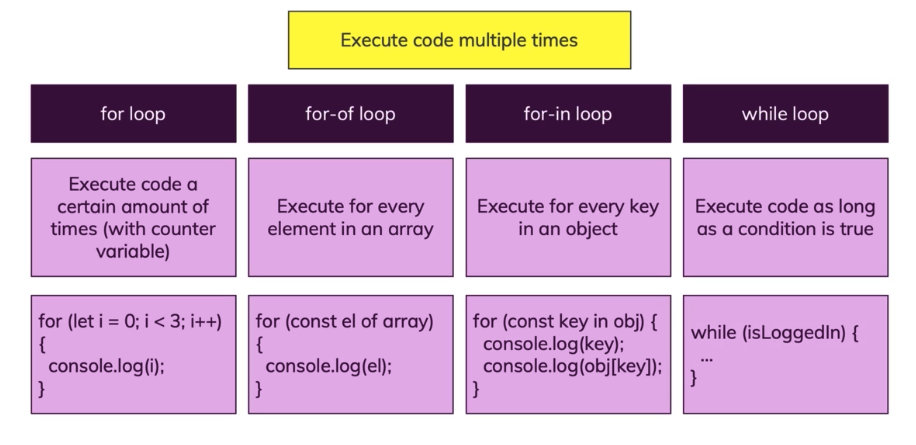 Execute code multiple times
for loop
for-of loop
for-in loop
while loop
Execute code a
certain amount of
times (with counter
variable)
Execute for every
element in an array
Execute for every key
in an object
Execute code as long
as a condition is true
for (let i = 0; i < 3; i++)
{
  console.log(i);
}
for (const el of array)
{
  console.log(el);
}
for (const key in obj) {
  console.log(key);
  console.log(obj[key]);
}
while (isLoggedIn) {
  ...
}